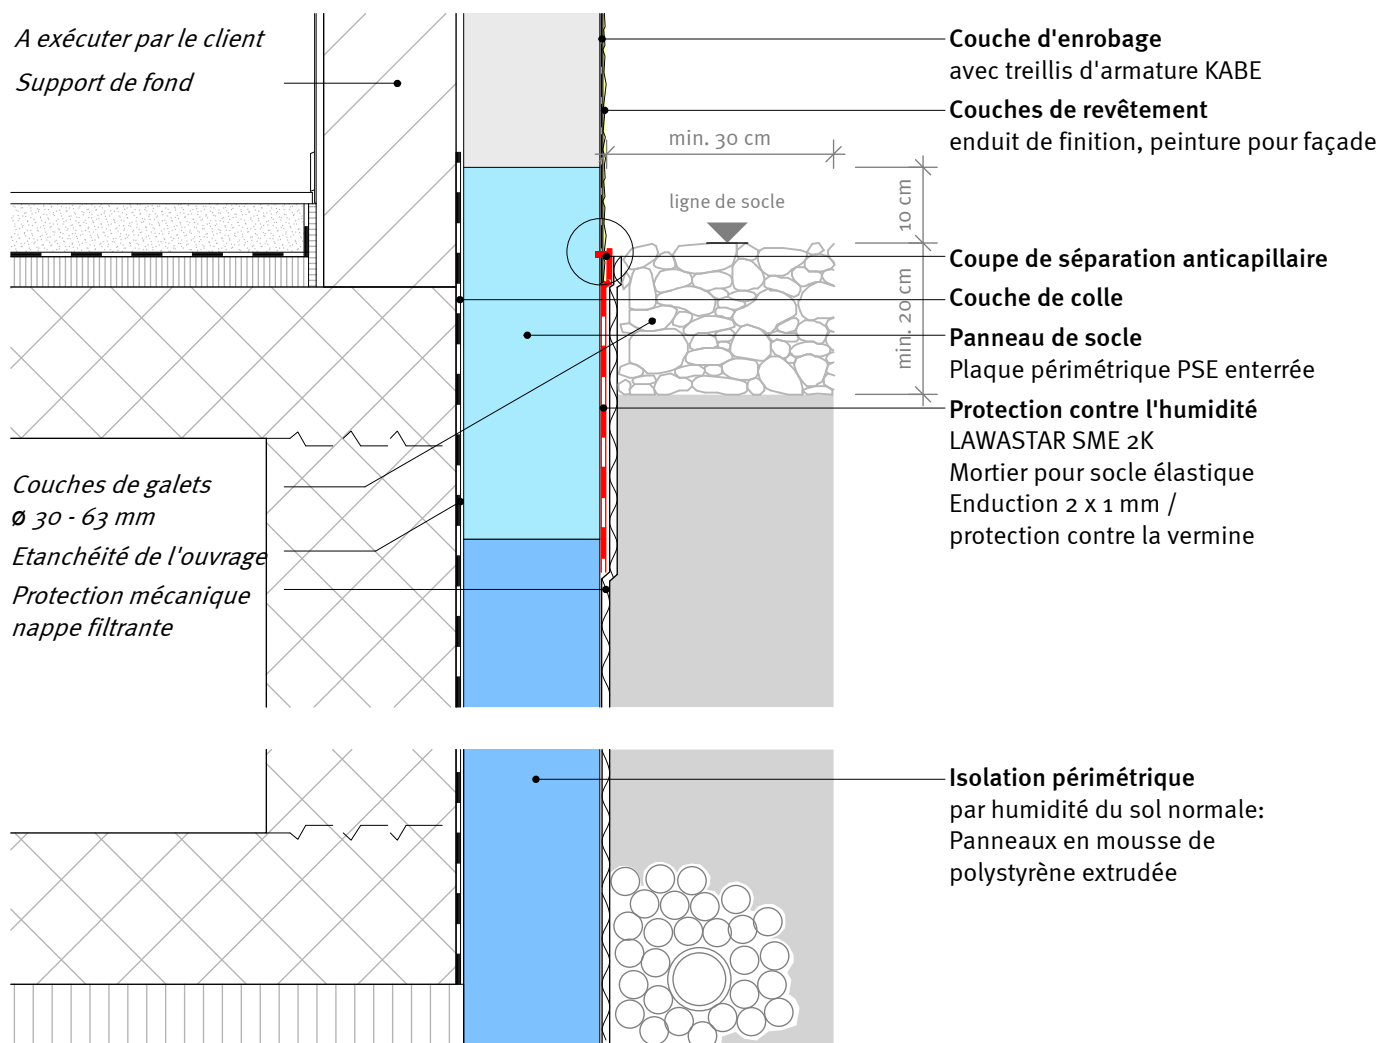 A exécuter par le client
Support de fond
Couche d'enrobage
avec treillis d'armature KABE
Couches de revêtement
enduit de finition, peinture pour façade
min. 30 cm
ligne de socle
10 cm
min. 20 cm
Coupe de séparation anticapillaire
Couche de colle
Panneau de socle
Plaque périmétrique PSE enterrée
Protection contre l'humidité
LAWASTAR SME 2K
Mortier pour socle élastique
Enduction 2 x 1 mm /
protection contre la vermine
Couches de galets
ø 30 - 63 mm
Etanchéité de l'ouvrage
Protection mécanique
nappe filtrante
Isolation périmétrique
par humidité du sol normale:
Panneaux en mousse de
polystyrène extrudée